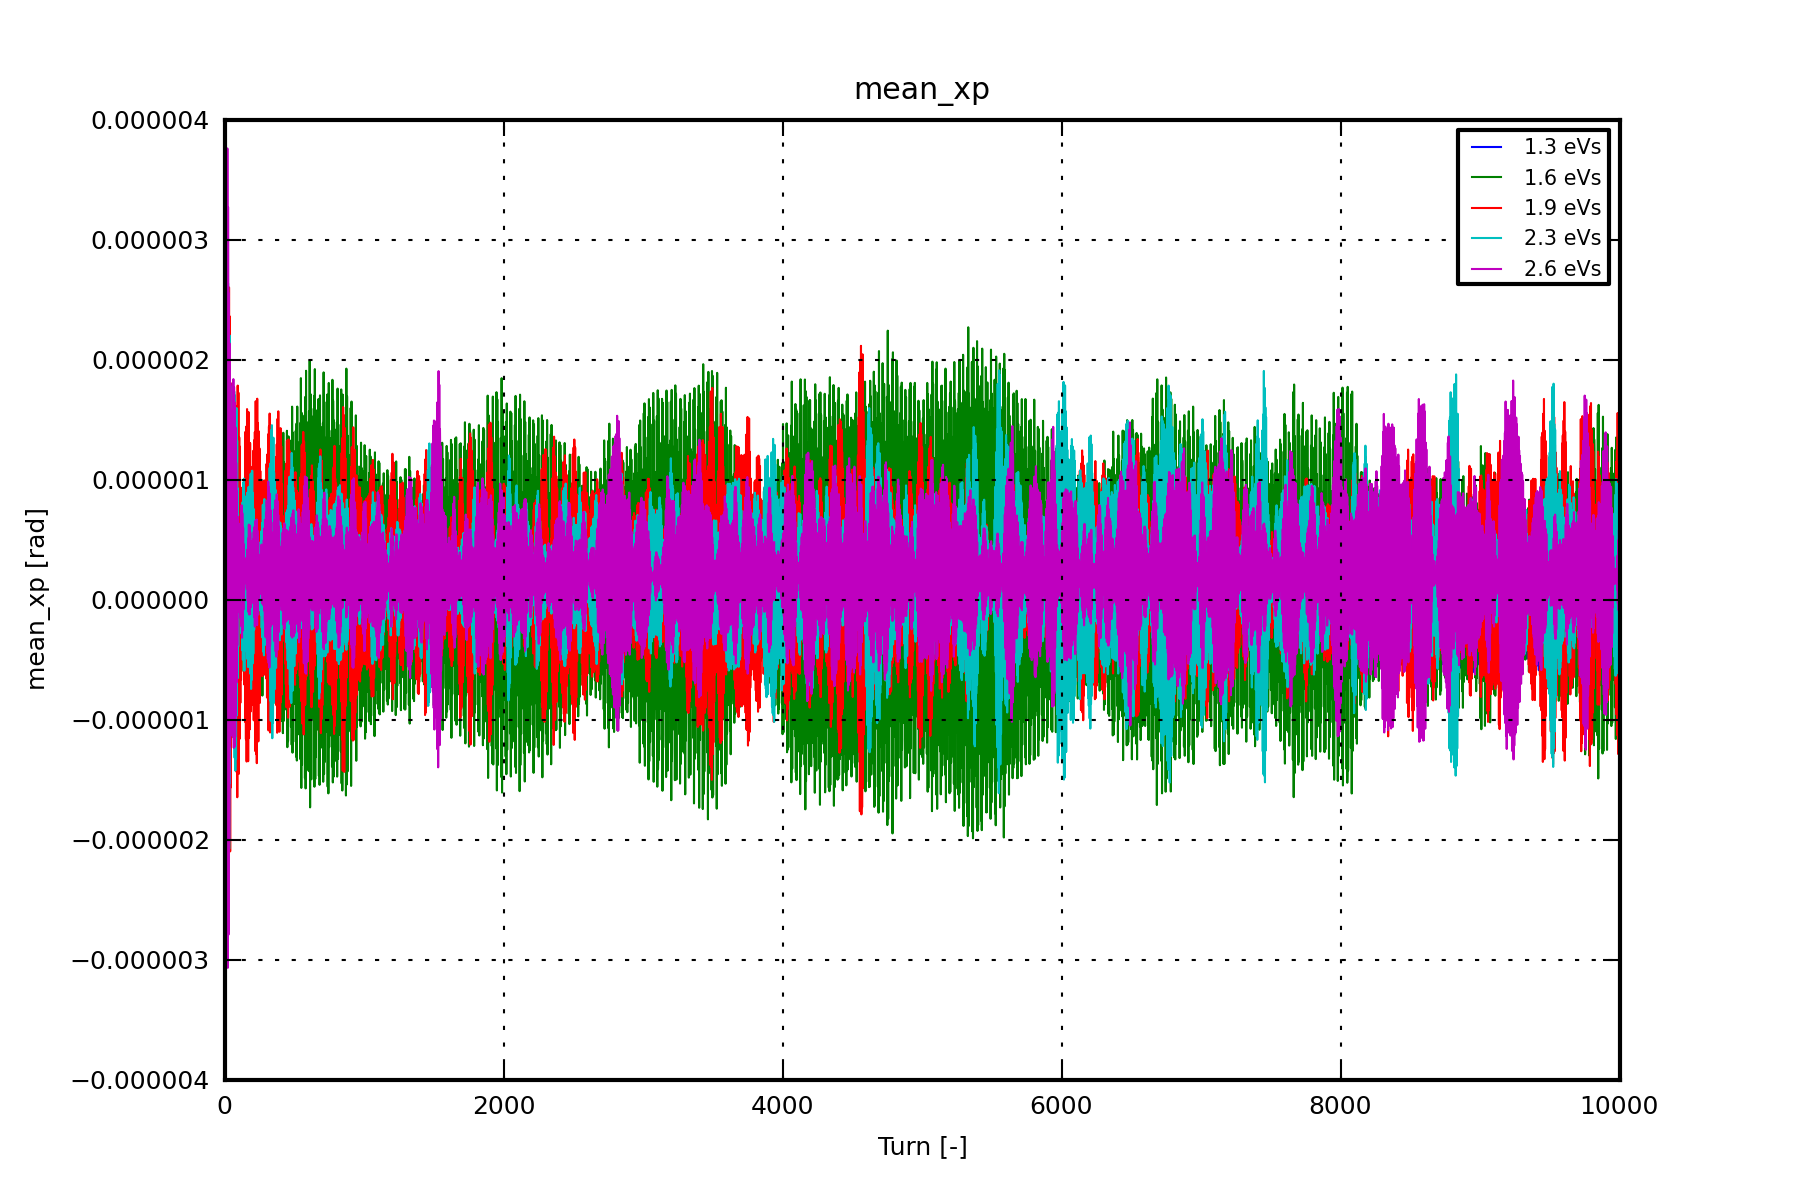 mean_xp
0.000004
0.000003
0.000002
0.000001
0.000000
−0.000001
−0.000002
−0.000003
−0.000004
mean_xp [rad]
1.3 eVs
1.6 eVs
1.9 eVs
2.3 eVs
2.6 eVs
0 2000 4000 6000 8000 10000
Turn [-]